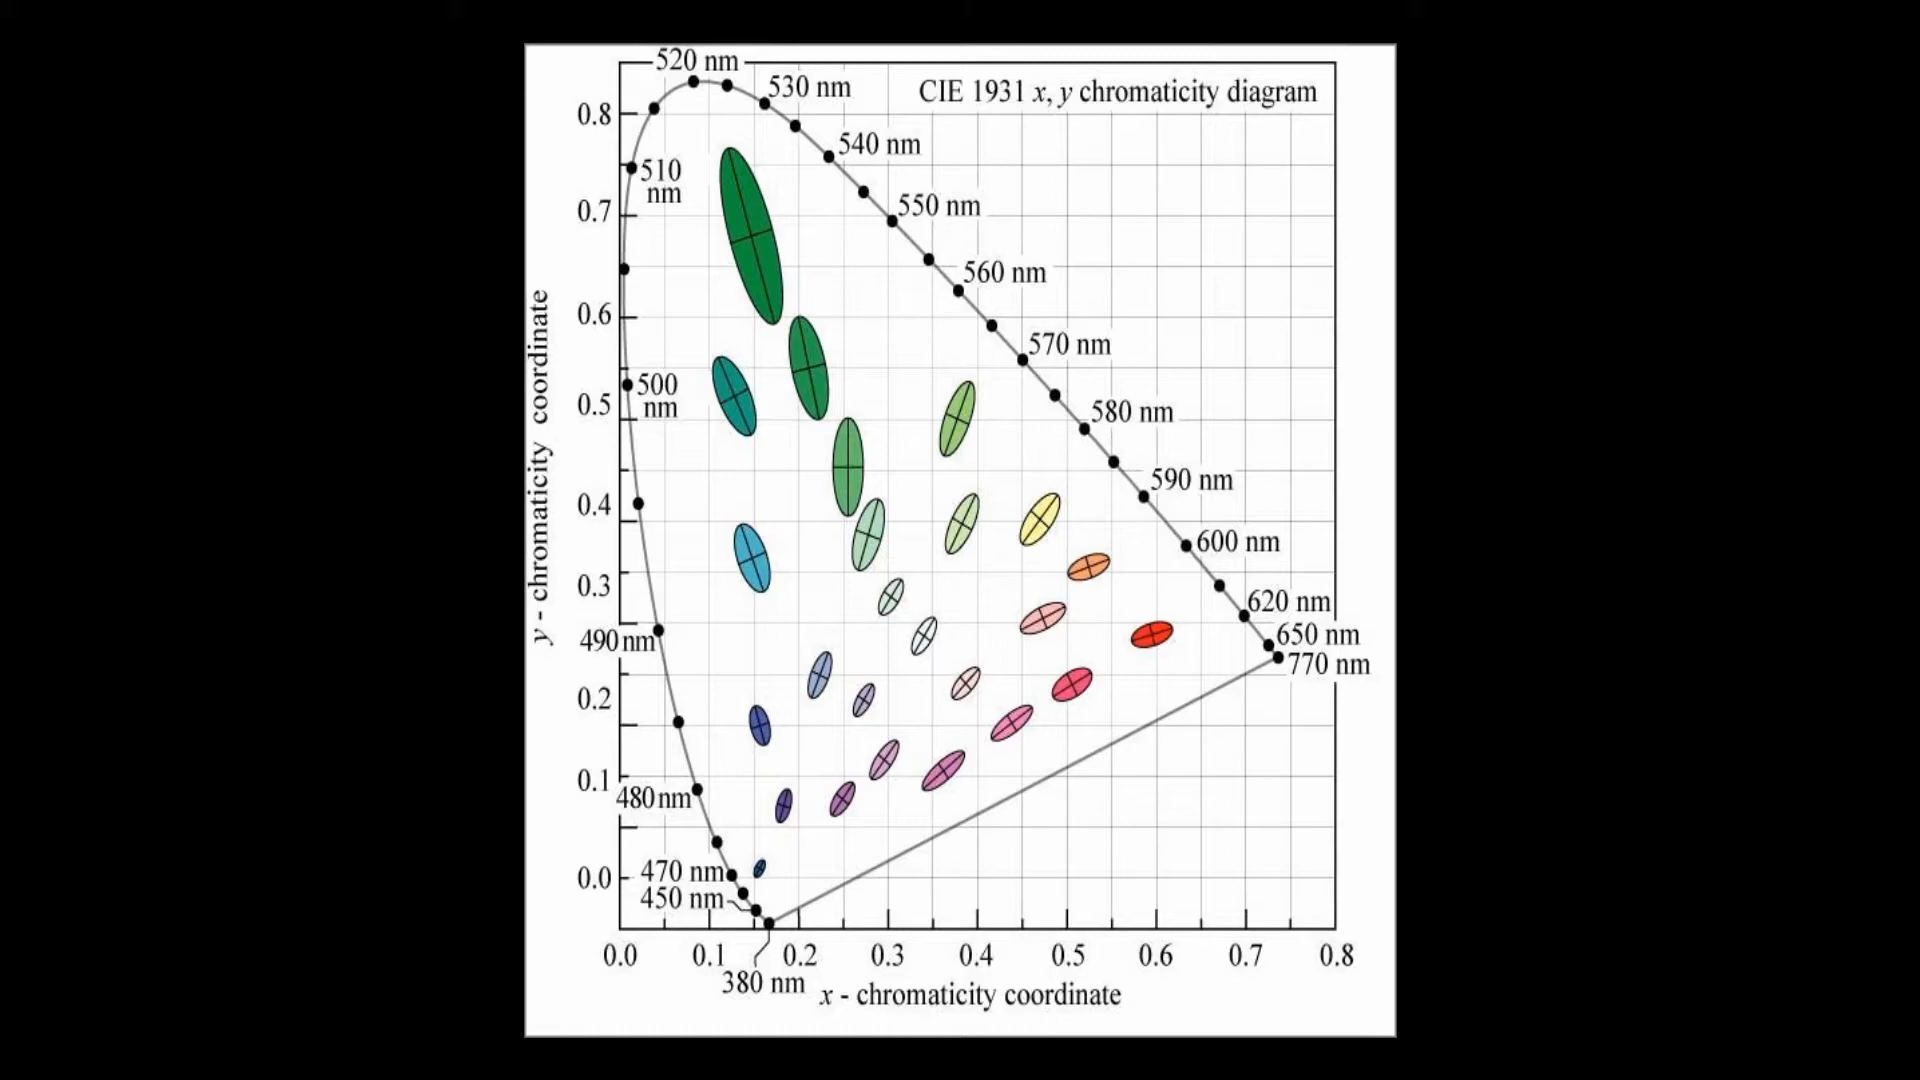 520 nm
530 nm
CIE 1931 x, y chromaticity diagram
0.8
540 nm
510
nm
0.7
550 nm
560 nm
0.6
570 nm
500
nm
0.5
580 nm
590 nm
0.4
600 nm
0.3
620 nm
490 nm
650 nm
770 nm
0.2
0.1
480 nm
0.0
470 nm
450 nm
0.0 0.1 0.2 0.3 0.4 0.5 0.6 0.7 0.8
380 nm
x - chromaticity coordinate
y - chromaticity coordinate